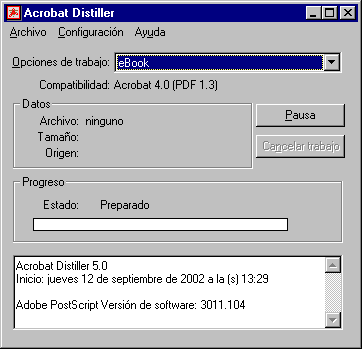 Acrobat Distiller
Archivo Configuración Ayuda
Opciones de trabajo: eBook
Compatibilidad: Acrobat 4.0 (PDF 1.3)
Datos
Archivo: ninguno
Tamaño:
Origen:
Pausa
Cancelar trabajo
Progreso
Estado: Preparado
Acrobat Distiller 5.0
Inicio: jueves 12 de septiembre de 2002 a la (s) 13:29
Adobe PostScript Versión de software: 3011.104